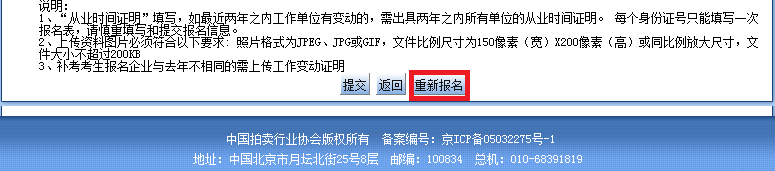 说明：
1、“从业时间证明”填写，如最近两年之内工作单位有变动的，需出具两年之内所有单位的从业时间证明。 每个身份证号只能填写一次
报名表，请慎重填写和提交报名信息。
2、上传资料图片必须符合以下要求: 照片格式为JPEG、JPG或GIF，文件比例尺寸为150像素（宽）X200像素（高）或同比例放大尺寸，文
件大小不超过200KB
3、补考考生报名企业与去年不相同的需上传工作变动证明
提交 返回 重新报名
中国拍卖行业协会版权所有 备案编号：京ICP备05032275号-1
地址：中国北京市月坛北街25号8层 邮编：100834 总机：010-68391819